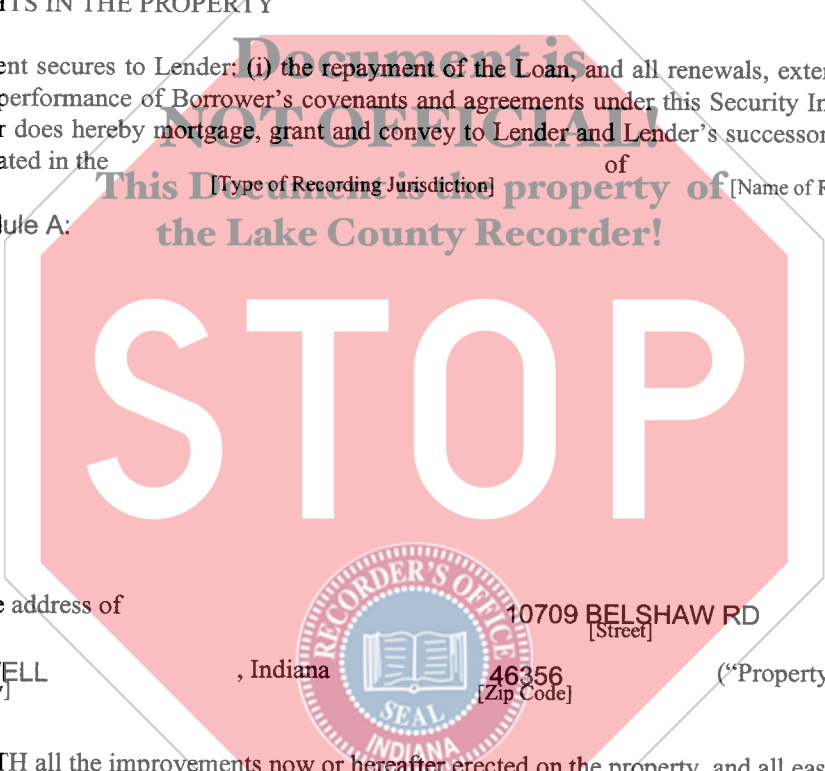 TS IN THE PROPERTY
Document is
ent secures to Lender: (i) the repayment of the Loan, and all renewals, exter
performance of Borrower's covenants and agreements under this Security In
NOT OFFICIAL!
r does hereby mortgage, grant and convey to Lender and Lender's successor
ated in the of
This Document is the property of
[Type of Recording Jurisdiction] [Name of R
ule A:
the Lake County Recorder!
STOP
RECORDER'S OFFICE
e address of 10709 BELSHAW RD
[Street]
ELL , Indiana 46356 ("Property
] [Zip Code]
SEAL
INDIANA
TH all the improvements now or hereafter erected on the property, and all eas